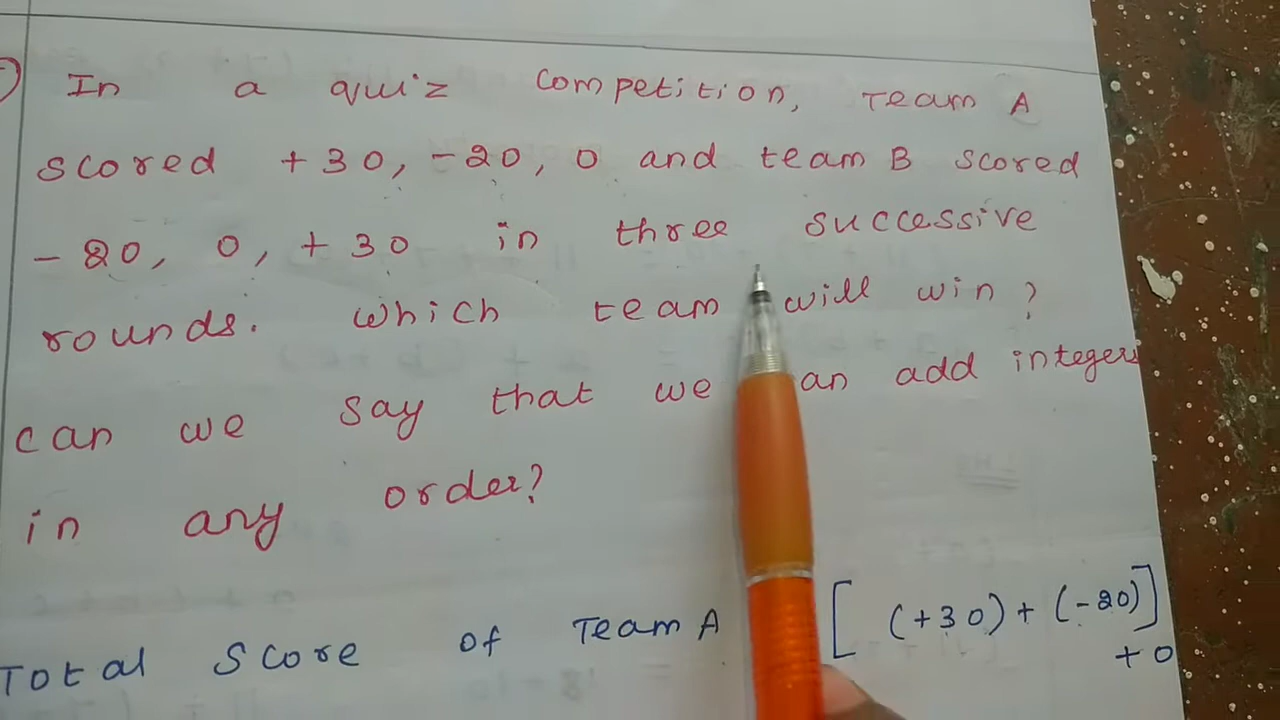 In a quiz competition, Team A
scored +30, -20, 0 and team B scored
-20, 0, +30 in three successive
rounds. which team will win?
can we say that we an add integers
in any order?
Total Score of Team A [ (+30) + (-20)]
+0